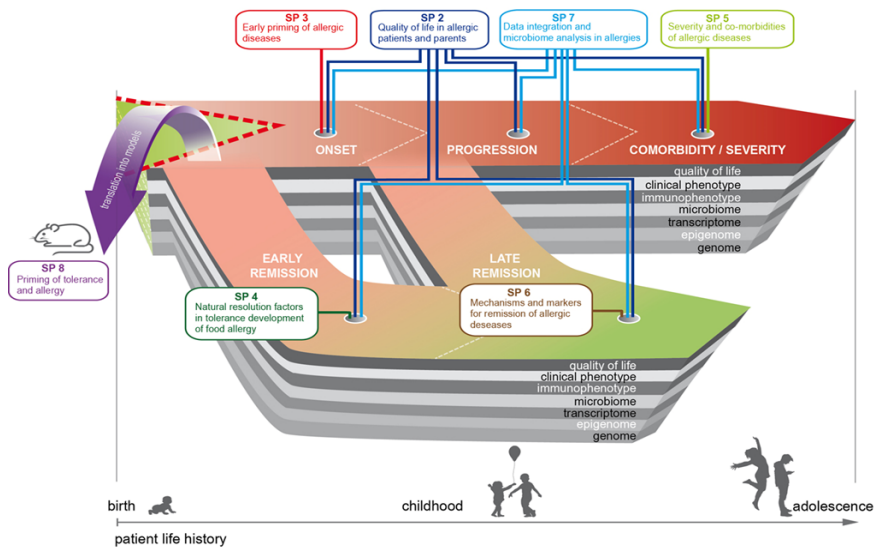 SP 3
Early priming of allergic
diseases
SP 2
Quality of life in allergic
patients and parents
SP 7
Data integration and
microbiome analysis in allergies
SP 5
Severity and co-morbidities
of allergic diseases
translation into models
ONSET
PROGRESSION
COMORBIDITY / SEVERITY
quality of life
clinical phenotype
immunophenotype
microbiome
transcriptome
epigenome
genome
SP 8
Priming of tolerance
and allergy
EARLY
REMISSION
LATE
REMISSION
SP 4
Natural resolution factors
in tolerance development
of food allergy
SP 6
Mechanisms and markers
for remission of allergic
deseases
quality of life
clinical phenotype
immunophenotype
microbiome
transcriptome
epigenome
genome
birth
childhood
adolescence
patient life history